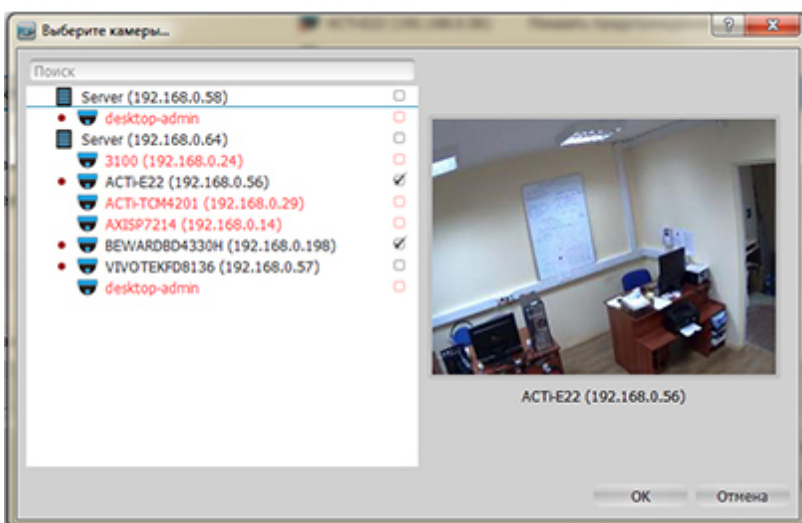 Выберите камеры...
Поиск
Server (192.168.0.58)
desktop-admin
Server (192.168.0.64)
3100 (192.168.0.24)
ACTi-E22 (192.168.0.56)
ACTi-TCM4201 (192.168.0.29)
AXISP7214 (192.168.0.14)
BEWARDBD4330H (192.168.0.198)
VIVOTEKFD8136 (192.168.0.57)
desktop-admin
ACTi-E22 (192.168.0.56)
OK
Отмена